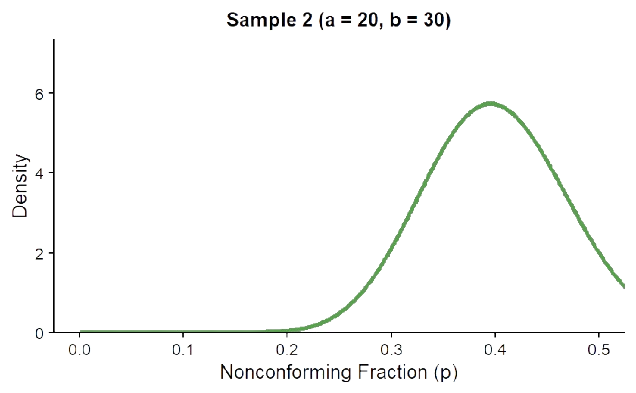 Sample 2 (a = 20, b = 30)
6
4
2
0
Density
0.0 0.1 0.2 0.3 0.4 0.5
Nonconforming Fraction (p)